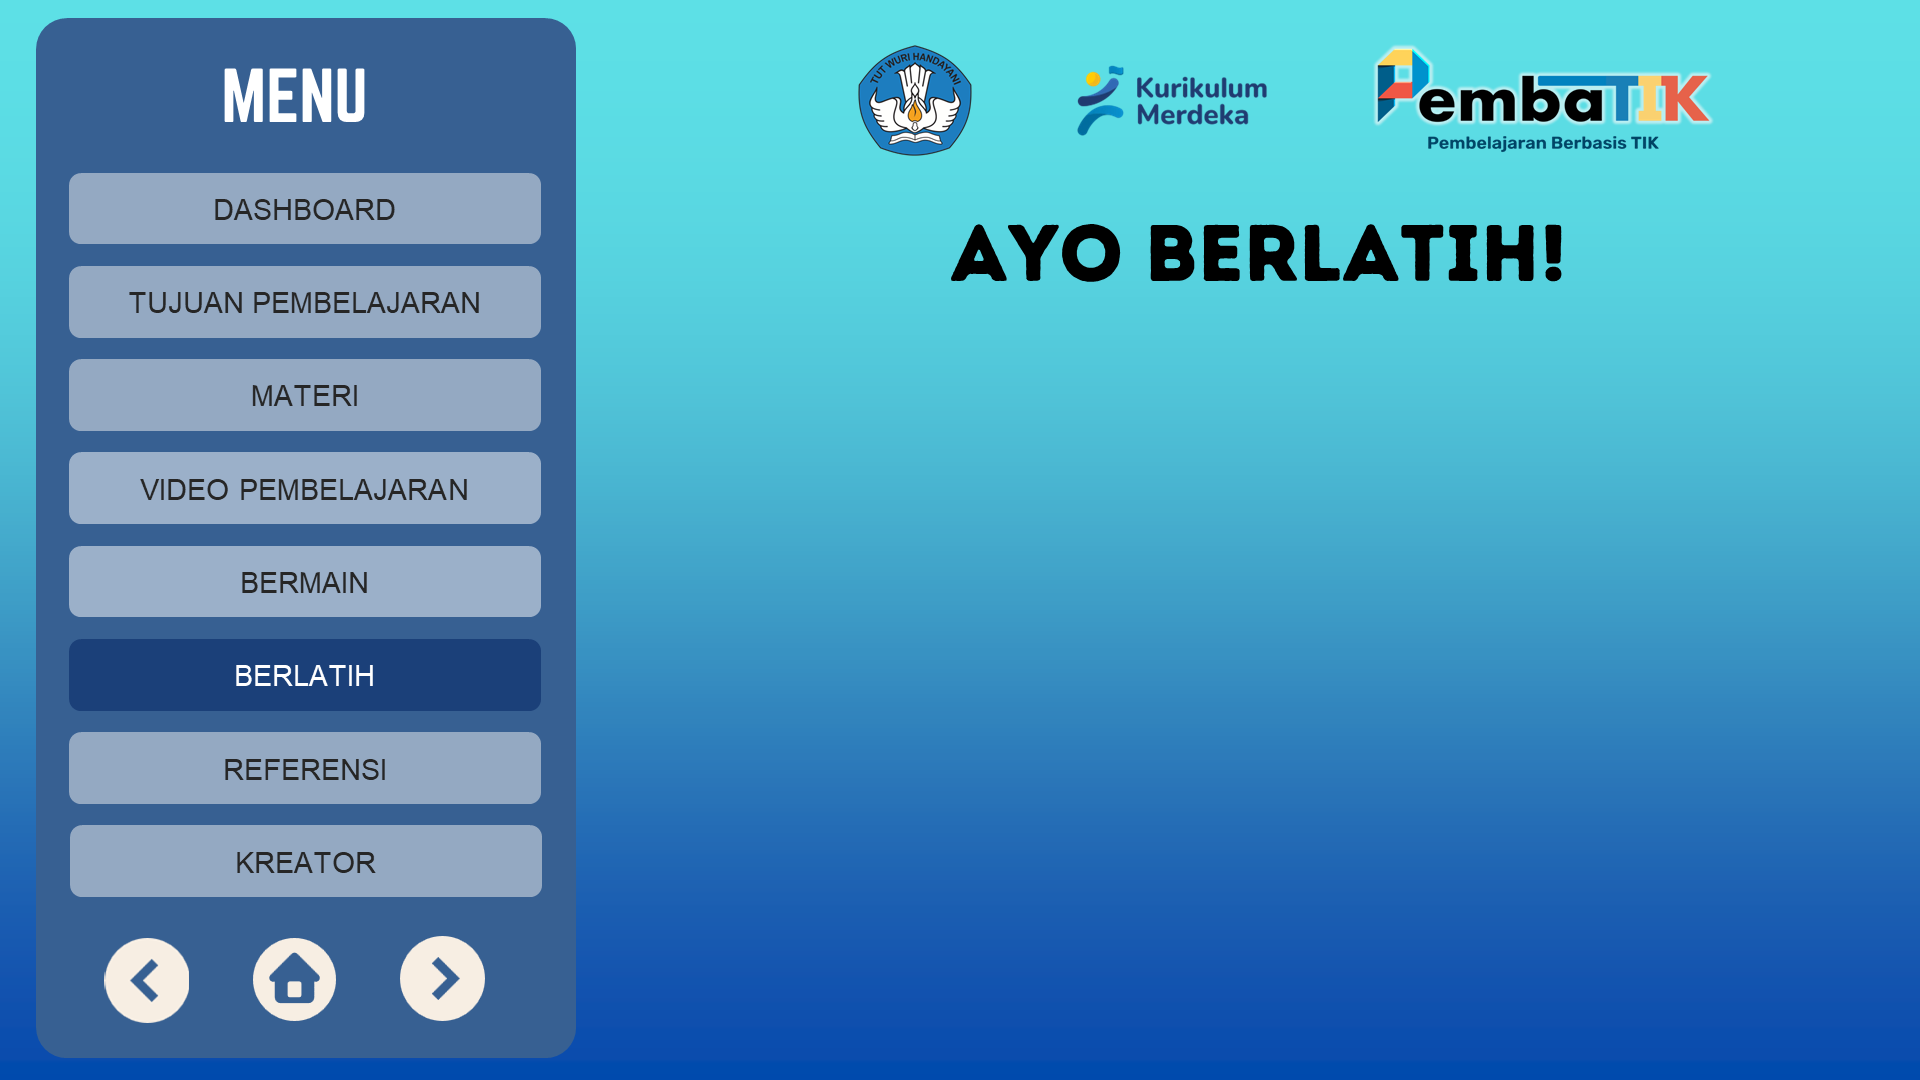 MENU
DASHBOARD
TUJUAN PEMBELAJARAN
MATERI
VIDEO PEMBELAJARAN
BERMAIN
BERLATIH
REFERENSI
KREATOR
TUT WURI HANDAYANI
Kurikulum
Merdeka
PembaTIK
Pembelajaran Berbasis TIK
AYO BERLATIH!